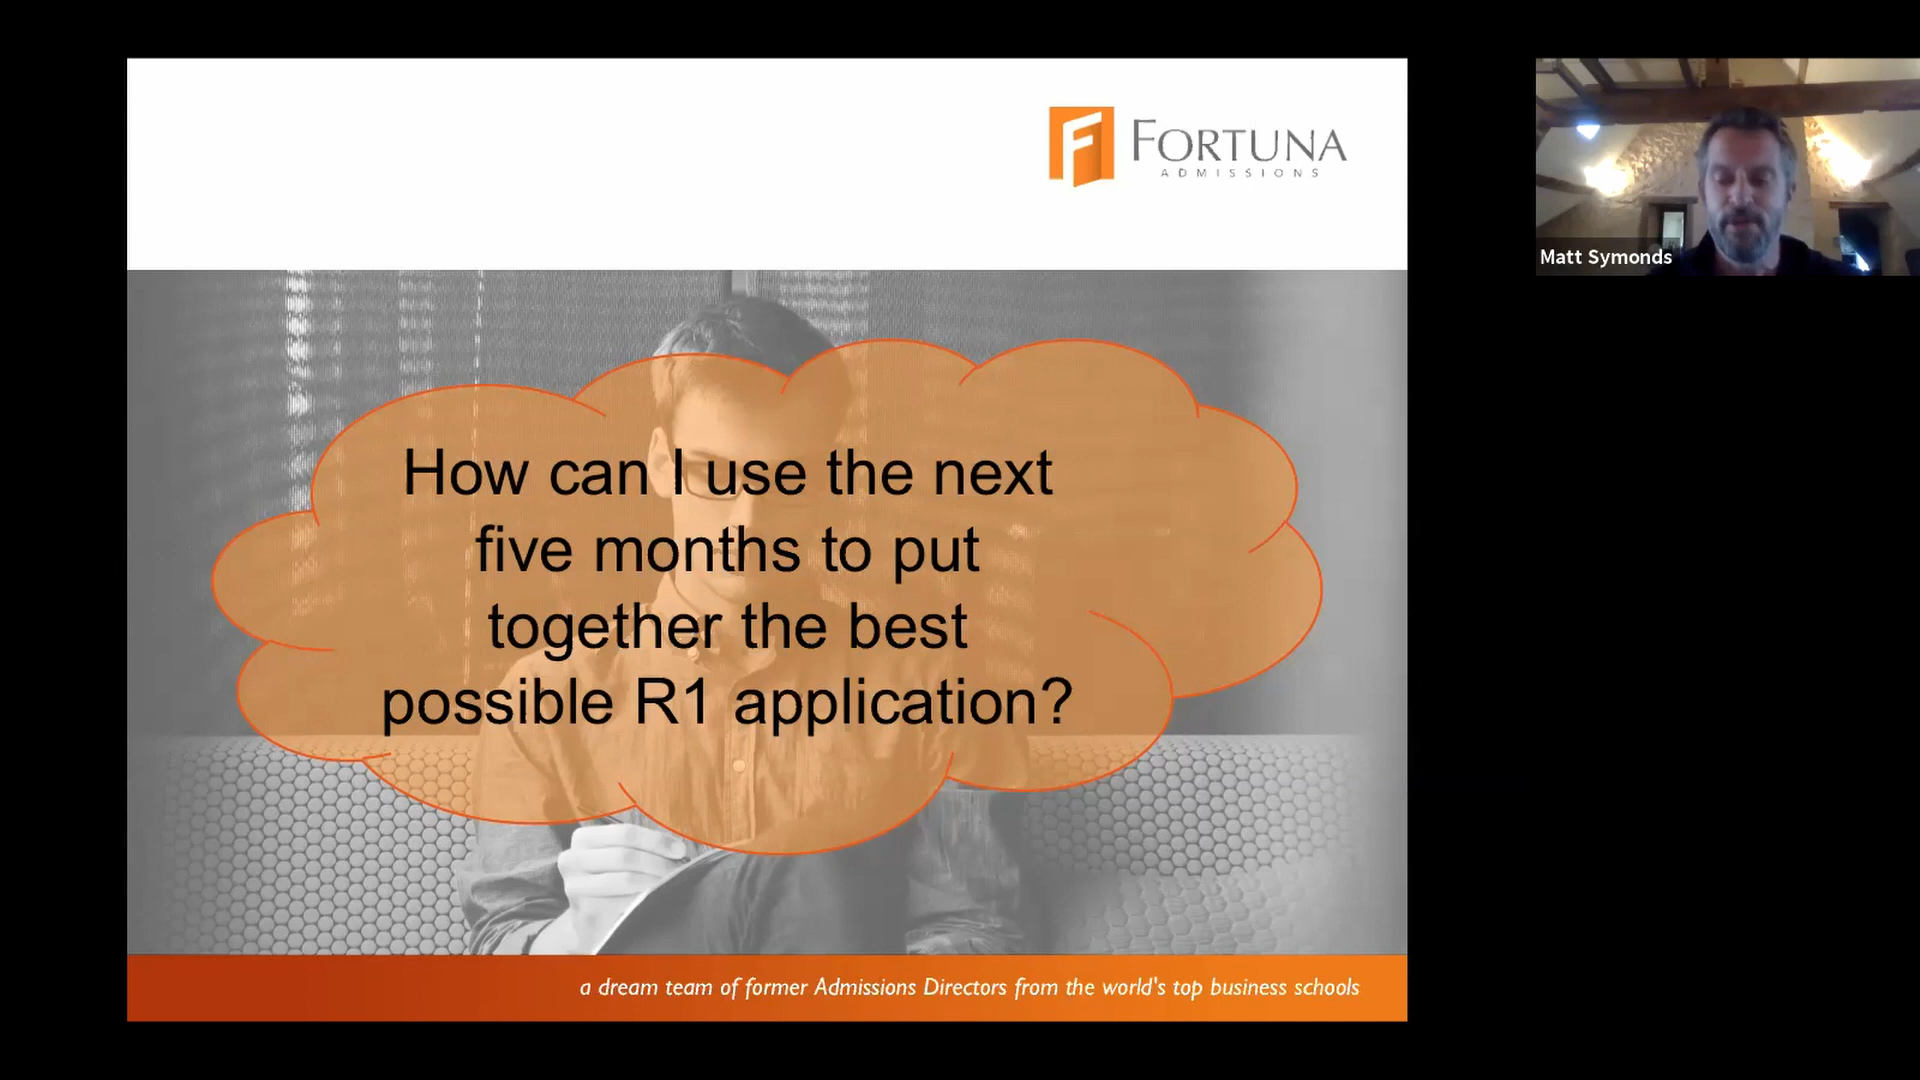 FORTUNA
ADMISSIONS
Matt Symonds
How can I use the next
five months to put
together the best
possible R1 application?
a dream team of former Admissions Directors from the world's top business schools